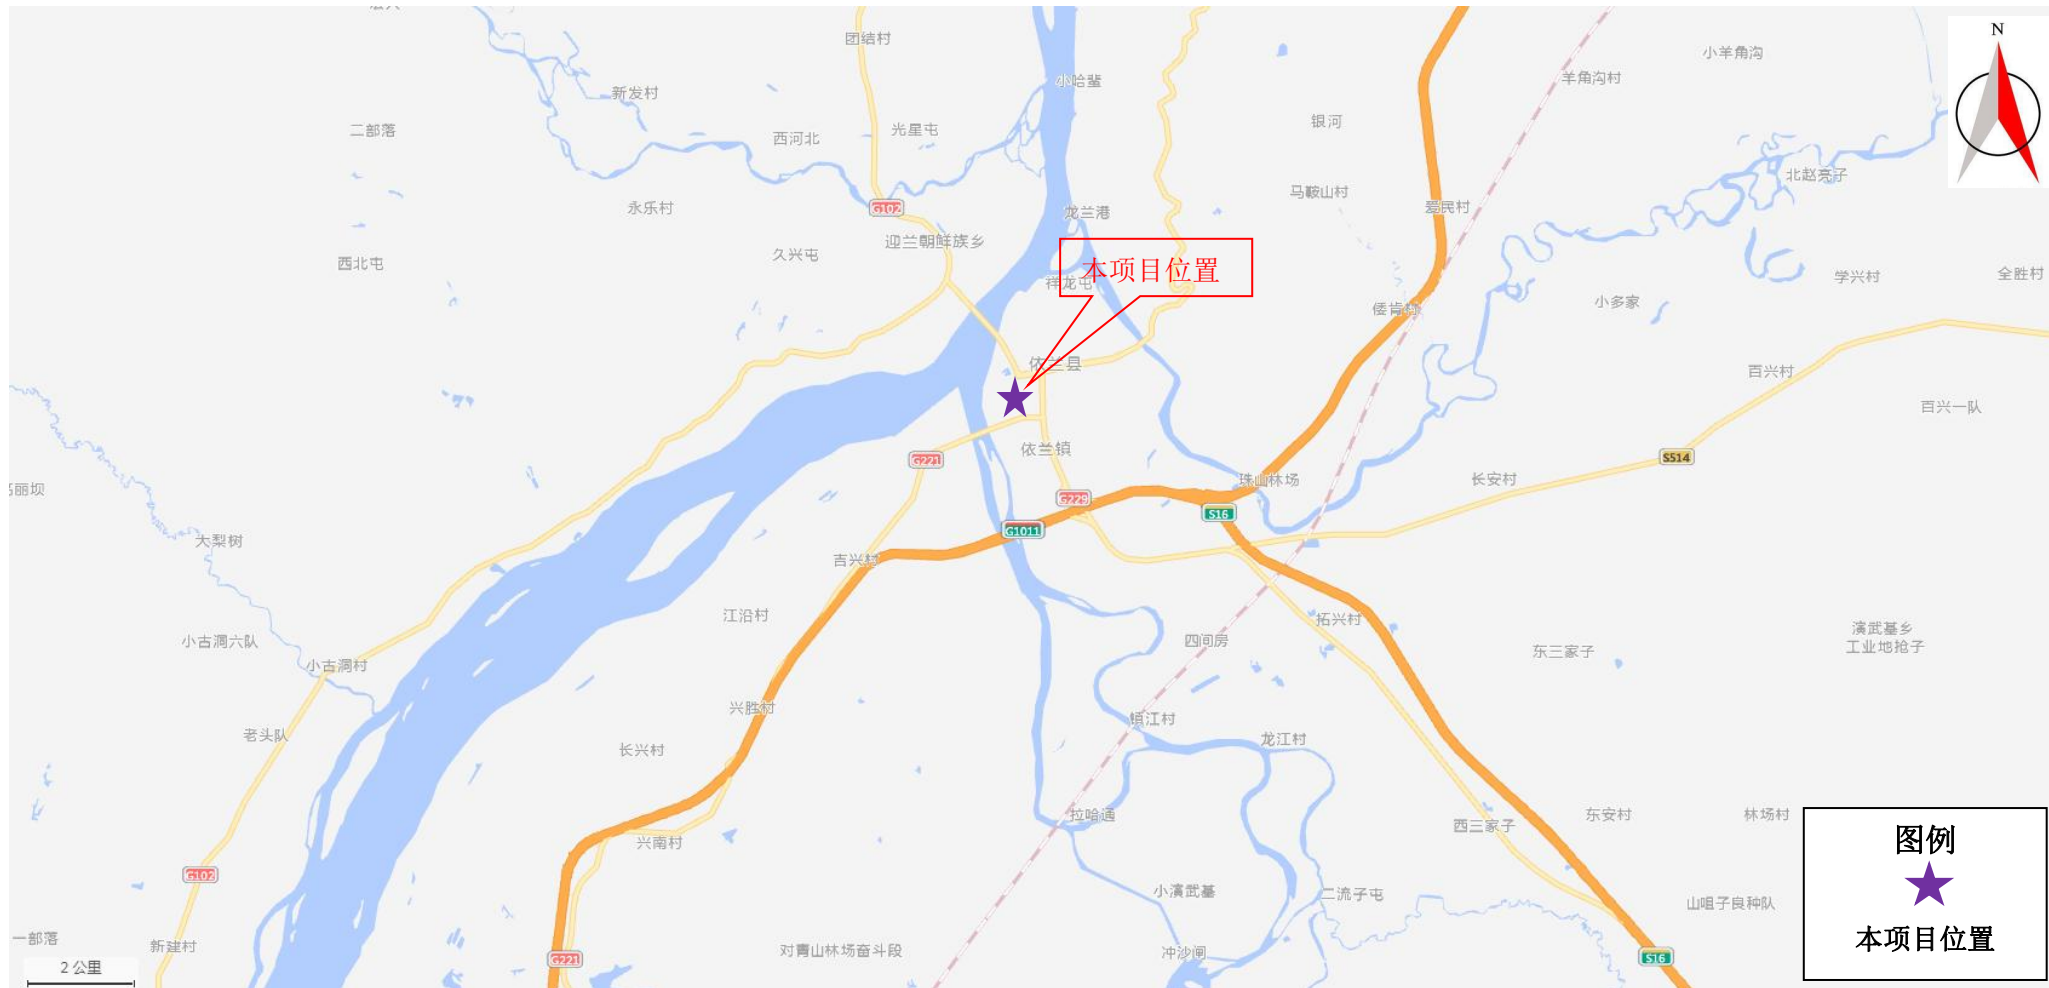 N
团结村
小羊角沟
羊角沟村
小哈蜚
新发村
银河
二部落
西河北
光星屯
北赵亮子
马鞍山村
永乐村
G102
龙兰港
爱民村
迎兰朝鲜族乡
久兴屯
西北屯
本项目位置
祥龙屯
学兴村
全胜村
小多家
倭肯村
依兰县
百兴村
百兴一队
依兰镇
G221
S514
珠山林场
长安村
丽坝
G229
S16
G1011
大梨树
吉兴村
江沿村
拓兴村
四间房
演武基乡
工业地抢子
东三家子
小古洞六队
小古洞村
兴胜村
镇江村
老头队
龙江村
长兴村
拉哈通
西三家子
东安村
林场村
兴南村
图例
G102
小演武基
二流子屯
山咀子良种队
本项目位置
一部落
新建村
对青山林场奋斗段
冲沙闸
G221
S16
2 公里